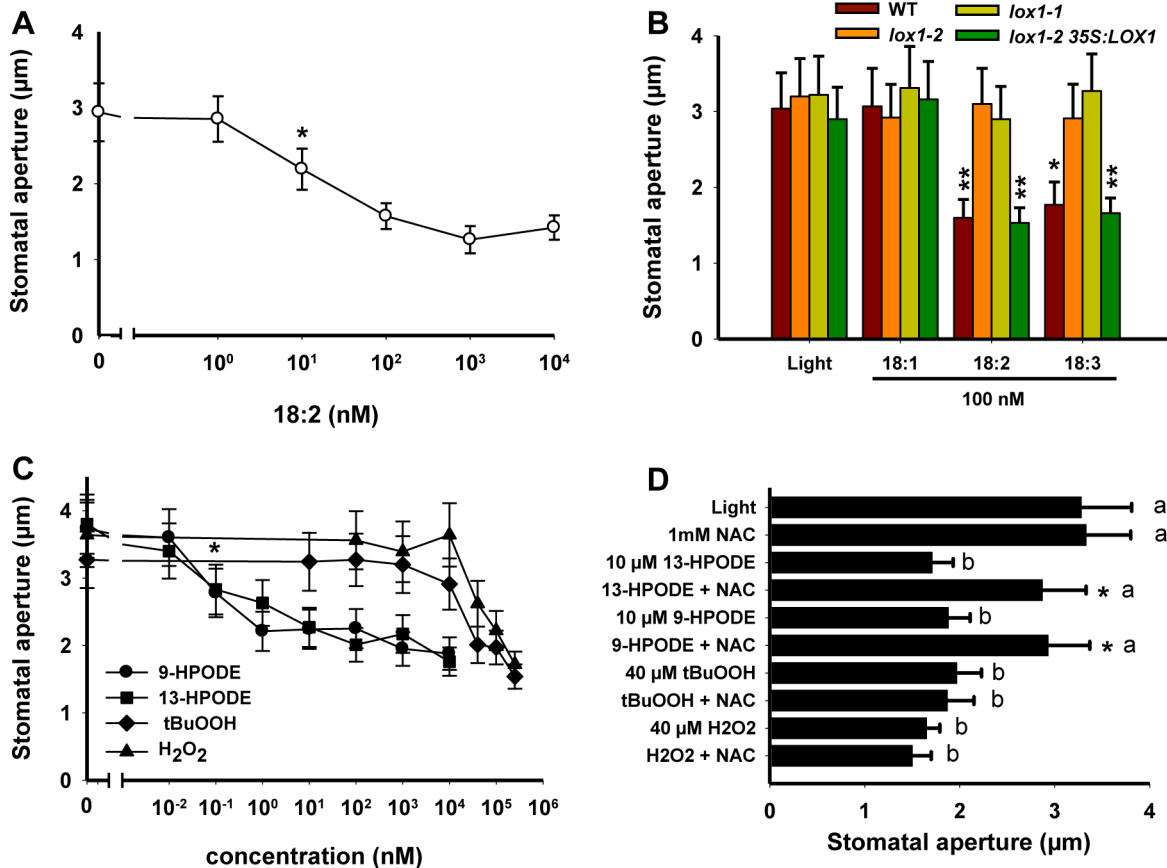 A
Stomatal aperture (µm)
4
3
2
1
0
*
0
10⁰
10¹
10²
10³
10⁴
18:2 (nM)
B
WT
lox1-1
lox1-2
lox1-2 35S:LOX1
Stomatal aperture (µm)
4
3
2
1
0
**
**
*
**
Light
18:1
18:2
18:3
100 nM
C
Stomatal aperture (µm)
4
3
2
1
0
*
9-HPODE
13-HPODE
tBuOOH
H₂O₂
0
10⁻²
10⁻¹
10⁰
10¹
10²
10³
10⁴
10⁵
10⁶
concentration (nM)
D
Light a
1mM NAC a
10 µM 13-HPODE b
13-HPODE + NAC * a
10 µM 9-HPODE b
9-HPODE + NAC * a
40 µM tBuOOH b
tBuOOH + NAC b
40 µM H2O2 b
H2O2 + NAC b
0
1
2
3
4
Stomatal aperture (µm)